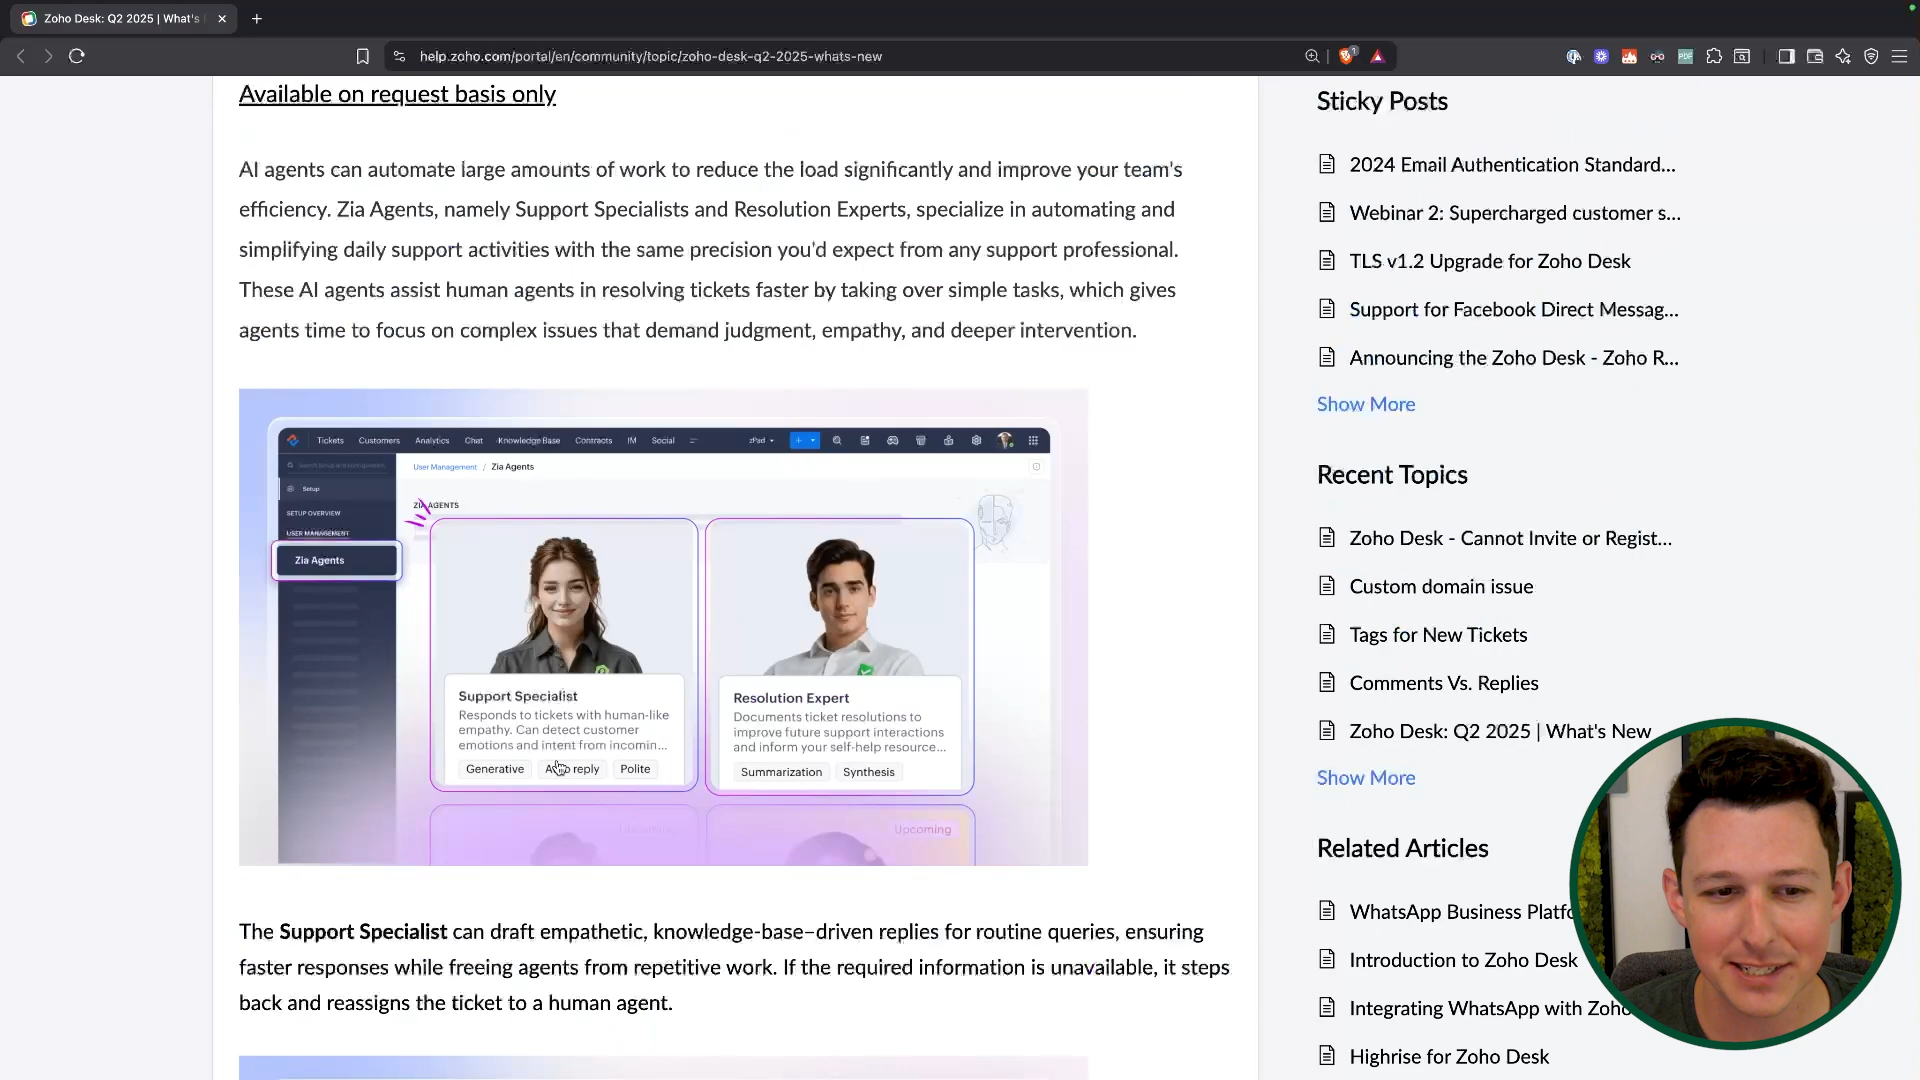 Zoho Desk: Q2 2025 | What's
help.zoho.com/portal/en/community/topic/zoho-desk-q2-2025-whats-new
Available on request basis only
AI agents can automate large amounts of work to reduce the load significantly and improve your team's
efficiency. Zia Agents, namely Support Specialists and Resolution Experts, specialize in automating and
simplifying daily support activities with the same precision you'd expect from any support professional.
These AI agents assist human agents in resolving tickets faster by taking over simple tasks, which gives
agents time to focus on complex issues that demand judgment, empathy, and deeper intervention.
Tickets Customers Analytics Chat Knowledge Base Contracts IM Social zPad
User Management / Zia Agents
Setup
SETUP OVERVIEW
USER MANAGEMENT
Zia Agents
ZIA AGENTS
Support Specialist
Responds to tickets with human-like
empathy. Can detect customer
emotions and intent from incomin...
Generative Auto reply Polite
Resolution Expert
Documents ticket resolutions to
improve future support interactions
and inform your self-help resource...
Summarization Synthesis
Upcoming
Upcoming
The Support Specialist can draft empathetic, knowledge-base–driven replies for routine queries, ensuring
faster responses while freeing agents from repetitive work. If the required information is unavailable, it steps
back and reassigns the ticket to a human agent.
Sticky Posts
2024 Email Authentication Standard...
Webinar 2: Supercharged customer s...
TLS v1.2 Upgrade for Zoho Desk
Support for Facebook Direct Messag...
Announcing the Zoho Desk - Zoho R...
Show More
Recent Topics
Zoho Desk - Cannot Invite or Regist...
Custom domain issue
Tags for New Tickets
Comments Vs. Replies
Zoho Desk: Q2 2025 | What's New
Show More
Related Articles
WhatsApp Business Platfo
Introduction to Zoho Desk
Integrating WhatsApp with Zoho
Highrise for Zoho Desk